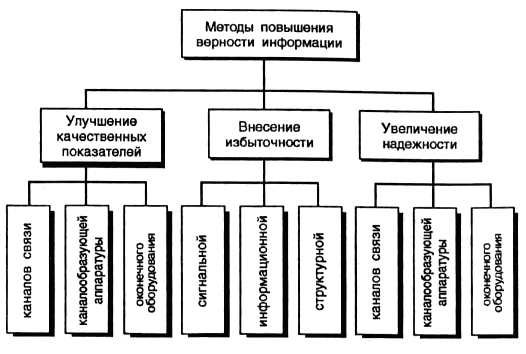 Методы повышения
верности информации
Улучшение
качественных
показателей
Внесение
избыточности
Увеличение
надежности
каналов связи
каналообразующей
аппаратуры
оконечного
оборудования
сигнальной
информационной
структурной
каналов связи
каналообразующей
аппаратуры
оконечного
оборудования